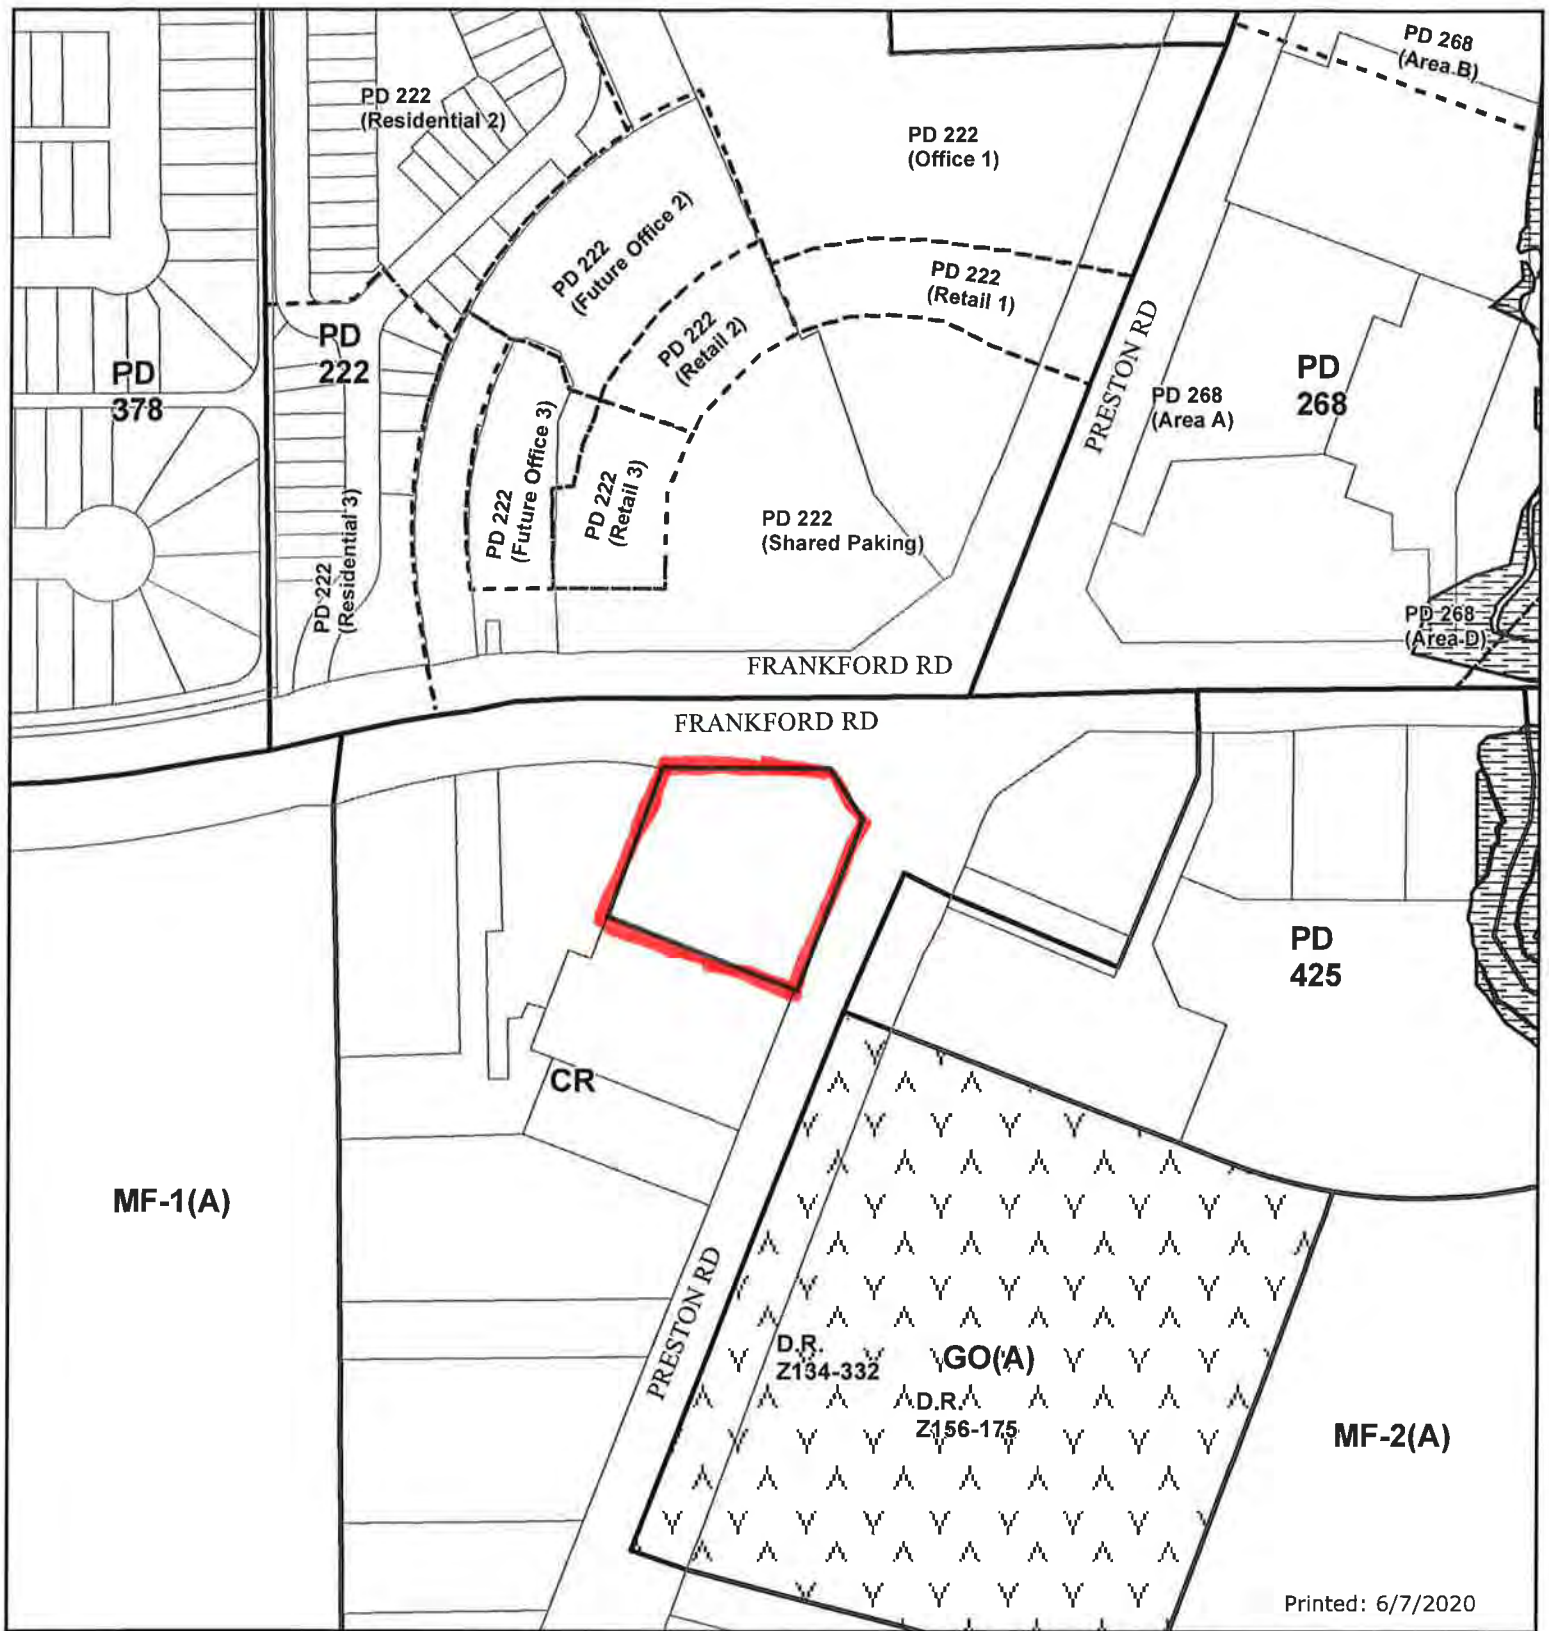 PD 268
(Area B)
PD 222
(Residential 2)
PD 222
(Office 1)
PD 222
(Future Office 2)
PD 222
(Retail 1)
PD 222
(Retail 2)
PD
222
PD
378
PRESTON RD
PD 268
(Area A)
PD
268
PD 222
(Future Office 3)
PD 222
(Retail 3)
PD 222
(Shared Paking)
PD 222
(Residential 3)
PD 268
(Area D)
FRANKFORD RD
FRANKFORD RD
PD
425
CR
MF-1(A)
PRESTON RD
D.R.
Z134-332
GO(A)
D.R.
Z156-175
MF-2(A)
Printed: 6/7/2020